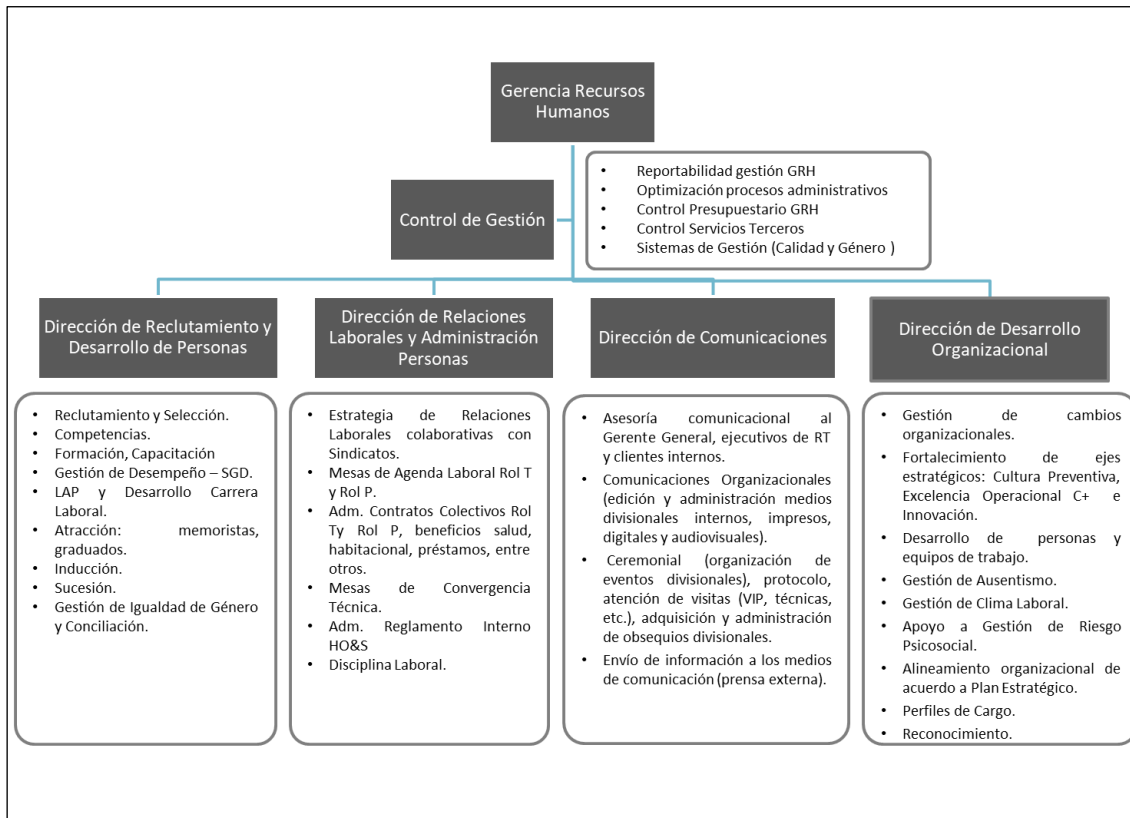 Gerencia Recursos
Humanos
• Reportabilidad gestión GRH
• Optimización procesos administrativos
• Control Presupuestario GRH
• Control Servicios Terceros
• Sistemas de Gestión (Calidad y Género )
Control de Gestión
Dirección de Reclutamiento y
Desarrollo de Personas
• Reclutamiento y Selección.
• Competencias.
• Formación, Capacitación
• Gestión de Desempeño – SGD.
• LAP y Desarrollo Carrera
Laboral.
• Atracción: memoristas,
graduados.
• Inducción.
• Sucesión.
• Gestión de Igualdad de Género
y Conciliación.
Dirección de Relaciones
Laborales y Administración
Personas
• Estrategia de Relaciones
Laborales colaborativas con
Sindicatos.
• Mesas de Agenda Laboral Rol T
y Rol P.
• Adm. Contratos Colectivos Rol
Ty Rol P, beneficios salud,
habitacional, préstamos, entre
otros.
• Mesas de Convergencia
Técnica.
• Adm. Reglamento Interno
HO&S
• Disciplina Laboral.
Dirección de Comunicaciones
• Asesoría comunicacional al
Gerente General, ejecutivos de RT
y clientes internos.
• Comunicaciones Organizacionales
(edición y administración medios
divisionales internos, impresos,
digitales y audiovisuales).
• Ceremonial (organización de
eventos divisionales), protocolo,
atención de visitas (VIP, técnicas,
etc.), adquisición y administración
de obsequios divisionales.
• Envío de información a los medios
de comunicación (prensa externa).
Dirección de Desarrollo
Organizacional
• Gestión de cambios
organizacionales.
• Fortalecimiento de ejes
estratégicos: Cultura Preventiva,
Excelencia Operacional C+ e
Innovación.
• Desarrollo de personas y
equipos de trabajo.
• Gestión de Ausentismo.
• Gestión de Clima Laboral.
• Apoyo a Gestión de Riesgo
Psicosocial.
• Alineamiento organizacional de
acuerdo a Plan Estratégico.
• Perfiles de Cargo.
• Reconocimiento.